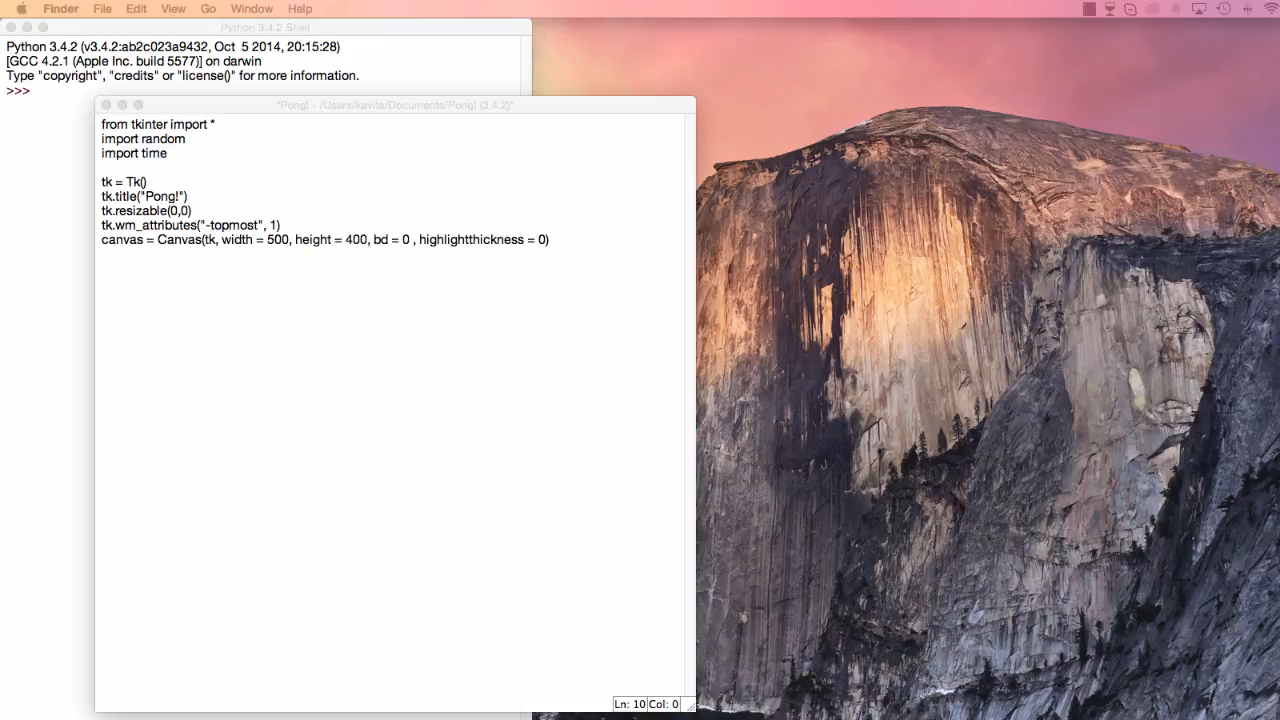 Finder File Edit View Go Window Help
Python 3.4.2 Shell
Python 3.4.2 (v3.4.2:ab2c023a9432, Oct  5 2014, 20:15:28)
[GCC 4.2.1 (Apple Inc. build 5577)] on darwin
Type "copyright", "credits" or "license()" for more information.
>>>
*Pong! - /Users/kavita/Documents/Pong! (3.4.2)*
from tkinter import *
import random
import time
tk = Tk()
tk.title("Pong!")
tk.resizable(0,0)
tk.wm_attributes("-topmost", 1)
canvas = Canvas(tk, width = 500, height = 400, bd = 0 , highlightthickness = 0)
Ln: 10 Col: 0